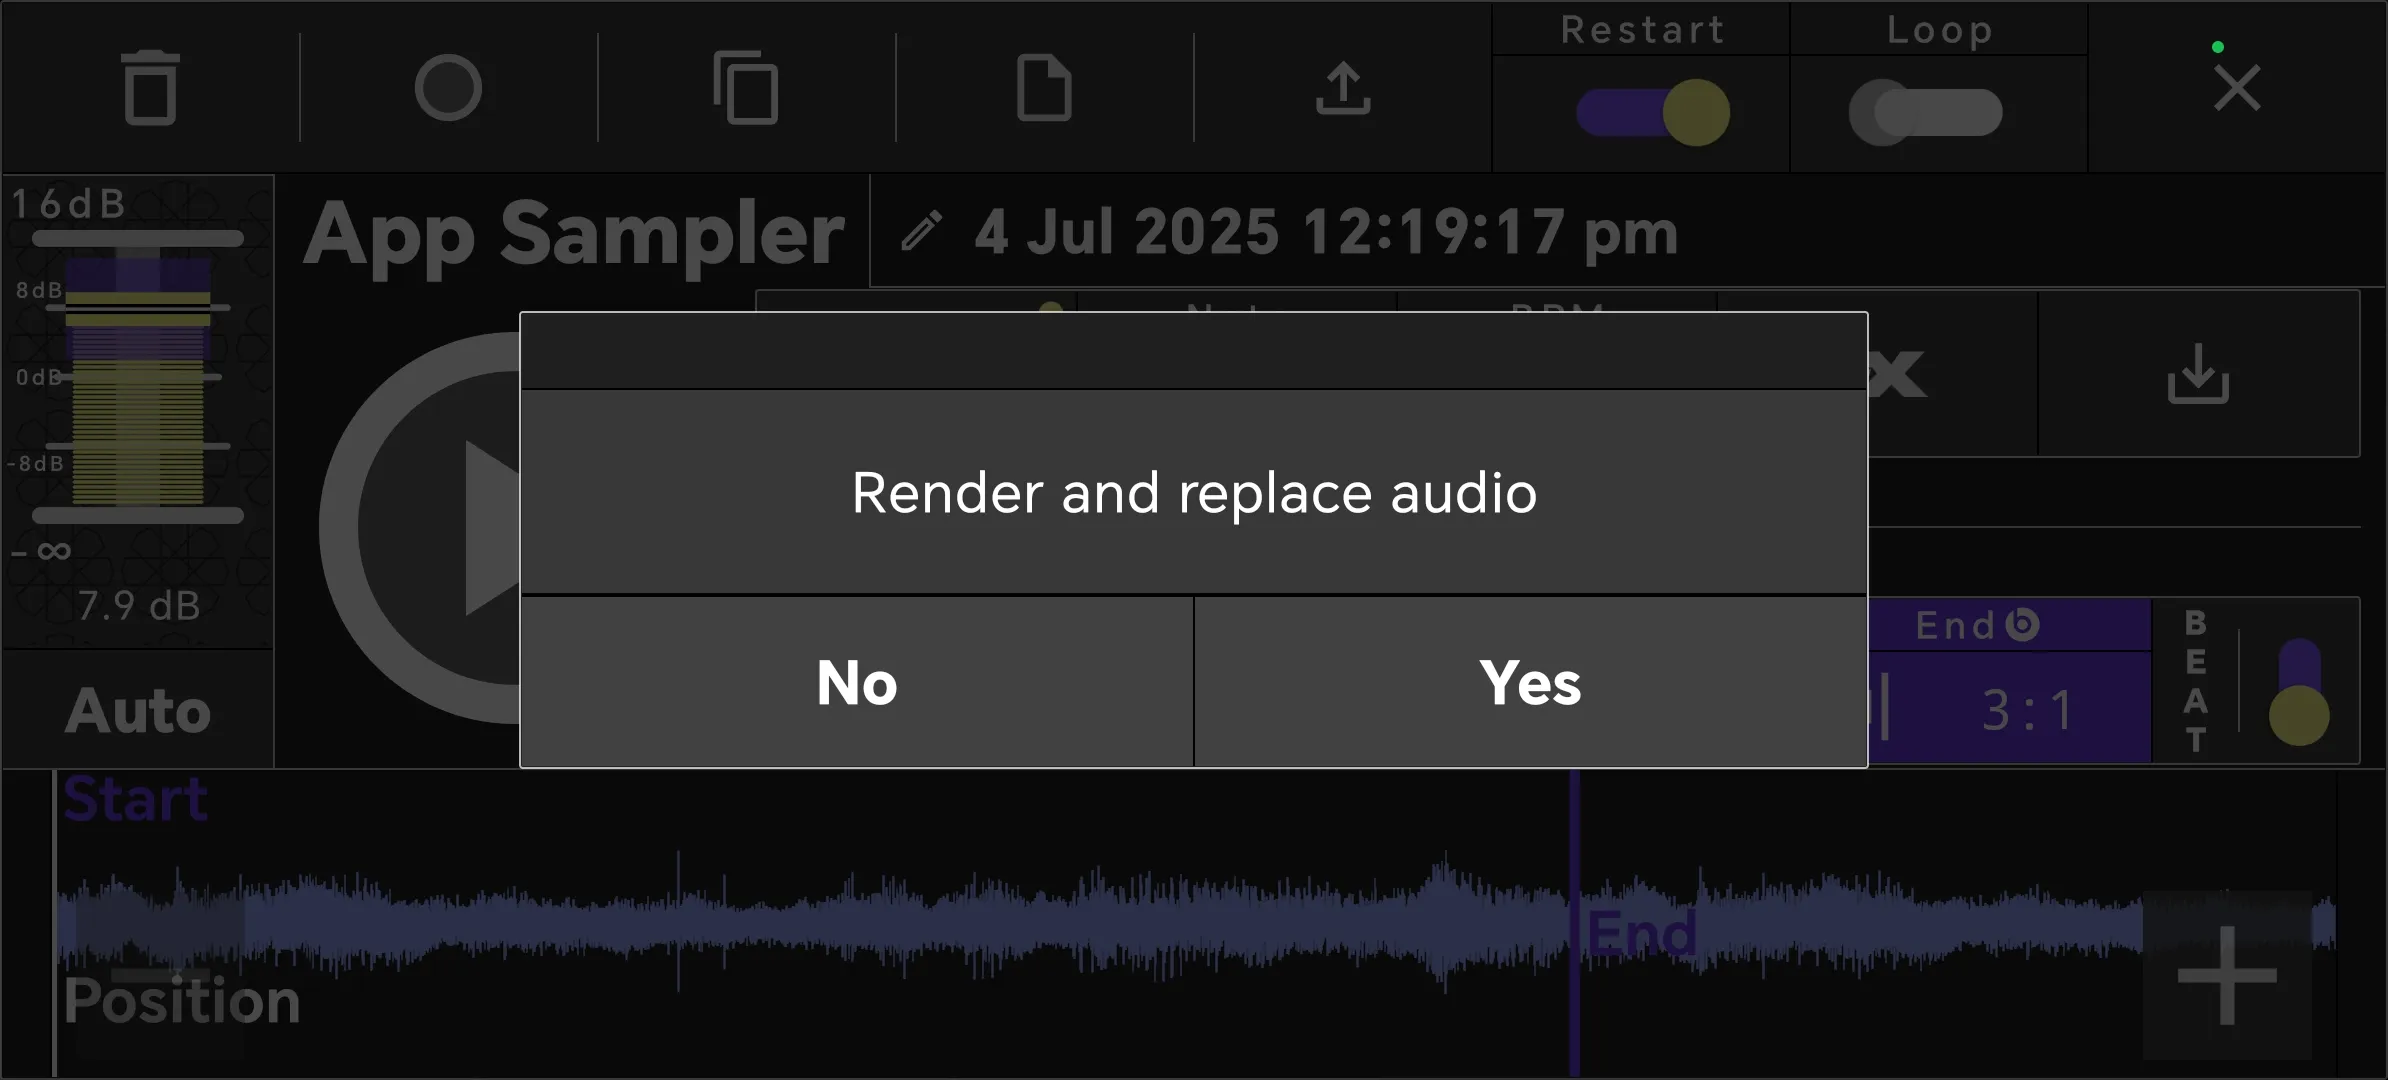 Restart
Loop
16dB
8dB
0dB
-8dB
-∞
7.9 dB
Auto
App Sampler
4 Jul 2025 12:19:17 pm
Render and replace audio
No
Yes
End
3:1
BEAT
Start
End
Position